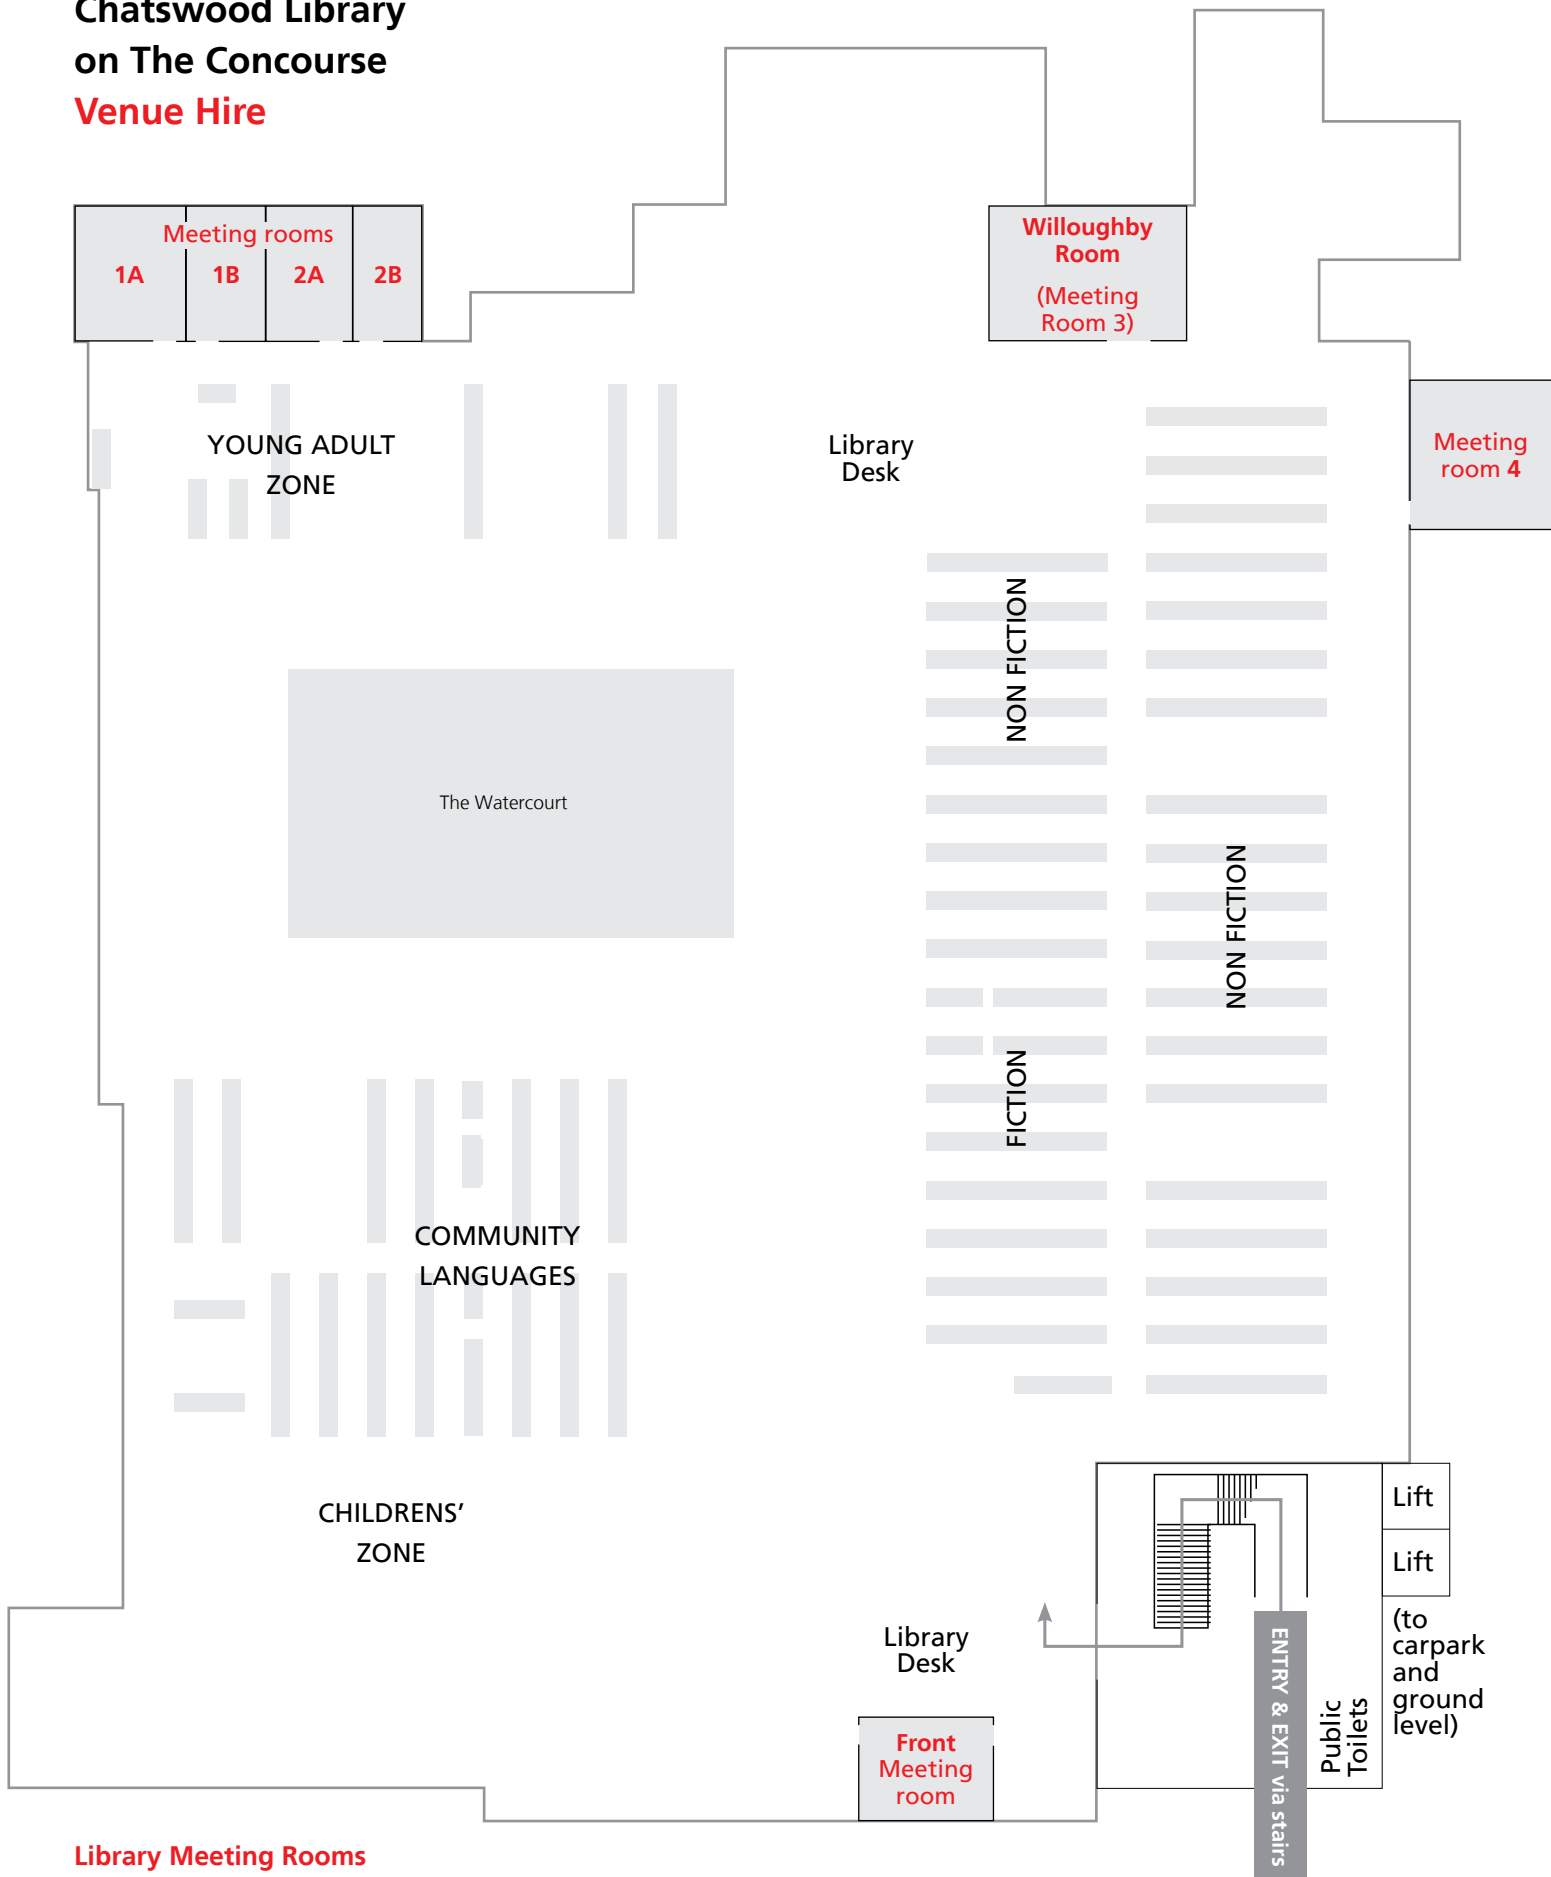 Chatswood Library
on The Concourse
Venue Hire
Meeting rooms
1A
1B
2A
2B
Willoughby
Room
(Meeting
Room 3)
Meeting
room 4
YOUNG ADULT
ZONE
Library
Desk
NON FICTION
The Watercourt
NON FICTION
FICTION
COMMUNITY
LANGUAGES
CHILDRENS’
ZONE
Lift
Lift
(to
carpark
and
ground
level)
Library
Desk
ENTRY & EXIT via stairs
Public
Toilets
Front
Meeting
room
Library Meeting Rooms